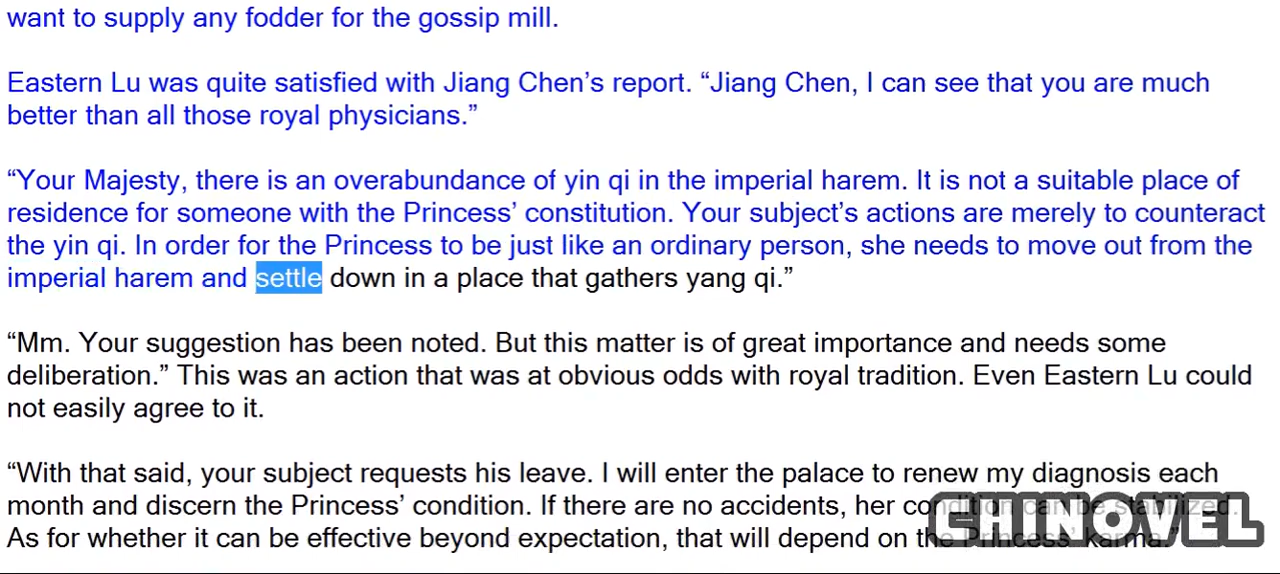 want to supply any fodder for the gossip mill.
Eastern Lu was quite satisfied with Jiang Chen’s report. “Jiang Chen, I can see that you are much
better than all those royal physicians.”
“Your Majesty, there is an overabundance of yin qi in the imperial harem. It is not a suitable place of
residence for someone with the Princess’ constitution. Your subject’s actions are merely to counteract
the yin qi. In order for the Princess to be just like an ordinary person, she needs to move out from the
imperial harem and settle down in a place that gathers yang qi.”
“Mm. Your suggestion has been noted. But this matter is of great importance and needs some
deliberation.” This was an action that was at obvious odds with royal tradition. Even Eastern Lu could
not easily agree to it.
“With that said, your subject requests his leave. I will enter the palace to renew my diagnosis each
month and discern the Princess’ condition. If there are no accidents, her condition can be stabilized.
As for whether it can be effective beyond expectation, that will depend on the Princess’ karma.”
CHINOVEL